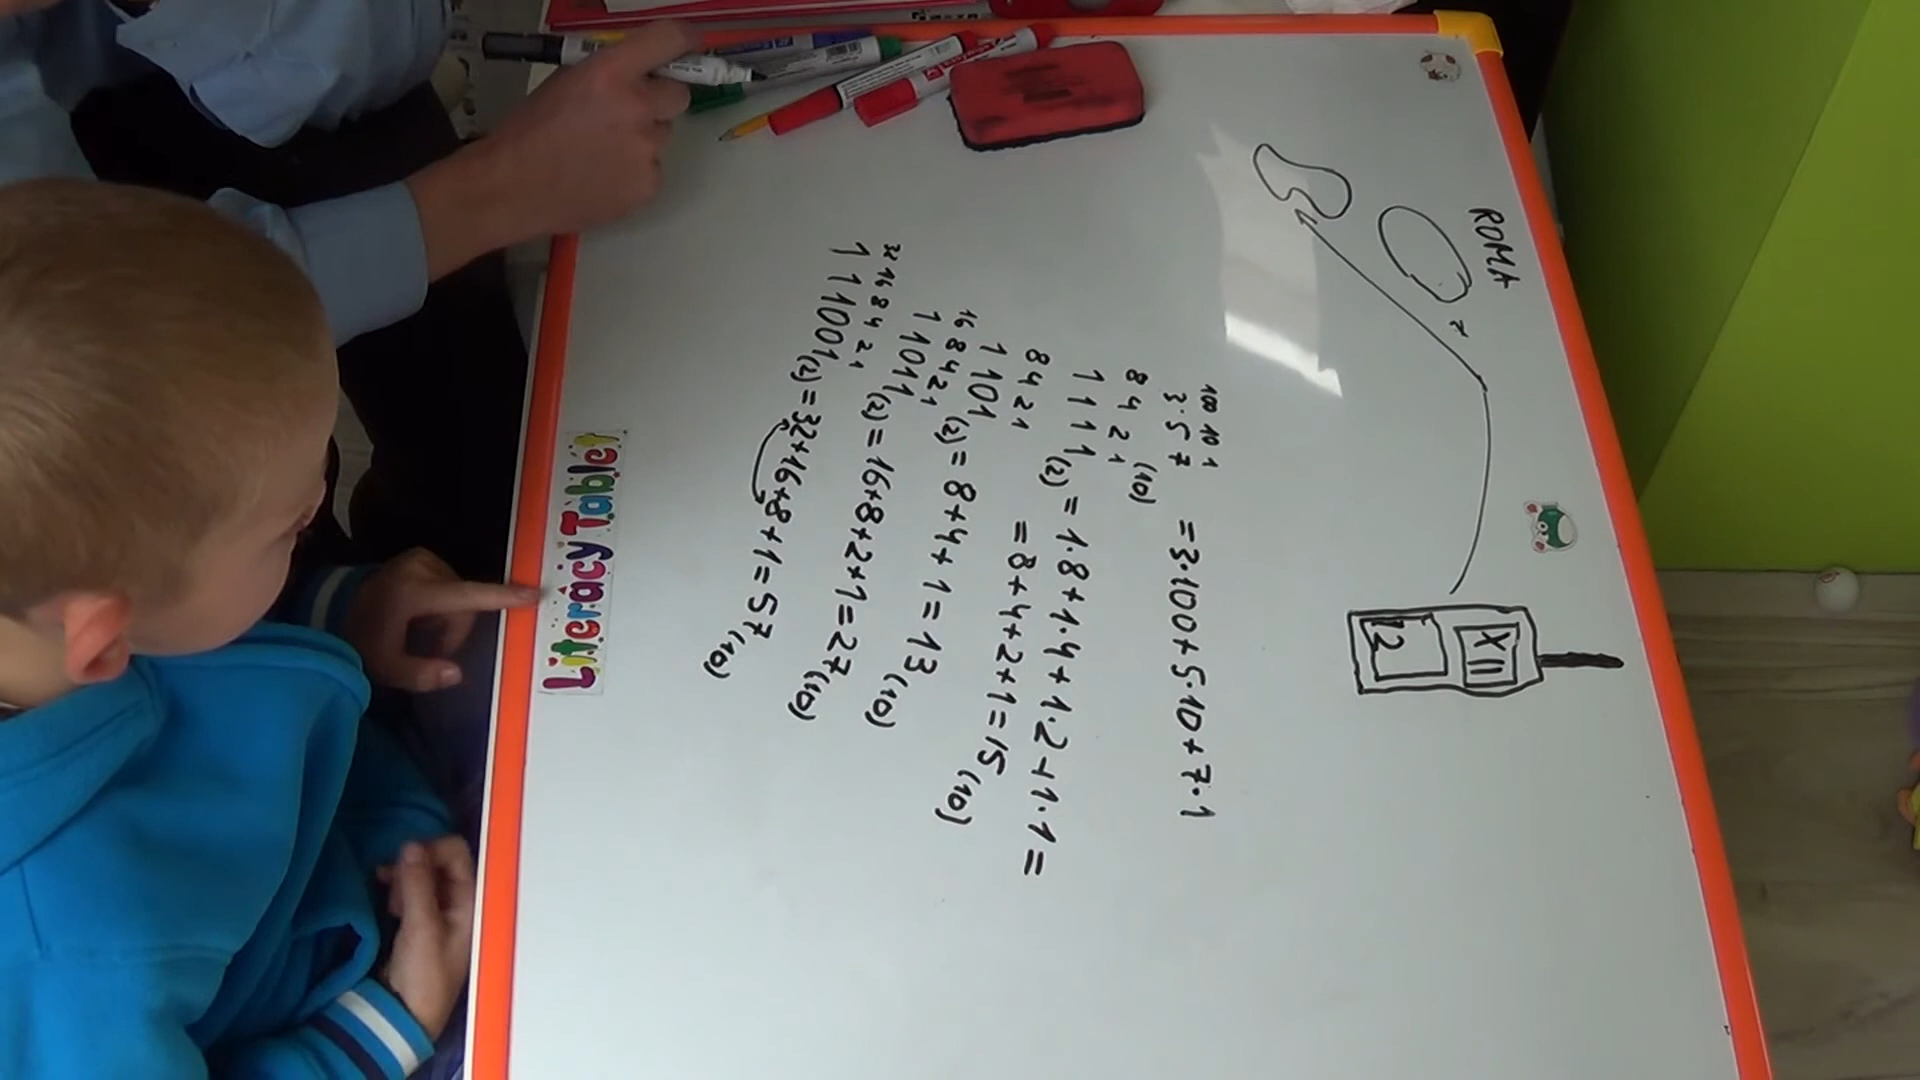 ROMA
XII
12
100 10 1
3·5 7 (10) = 3·100+5·10+7·1
8 4 2 1
1 1 1 1 (2) = 1·8+1·4+1·2+1·1=
= 8+4+2+1=15 (10)
8 4 2 1
1 1 0 1 (2) = 8+4+1=13 (10)
16 8 4 2 1
1 1 0 1 1 (2) = 16+8+2+1=27 (10)
32 16 8 4 2 1
1 1 1 0 0 1 (2) = 32+16+8+1=57 (10)
Literacy Table